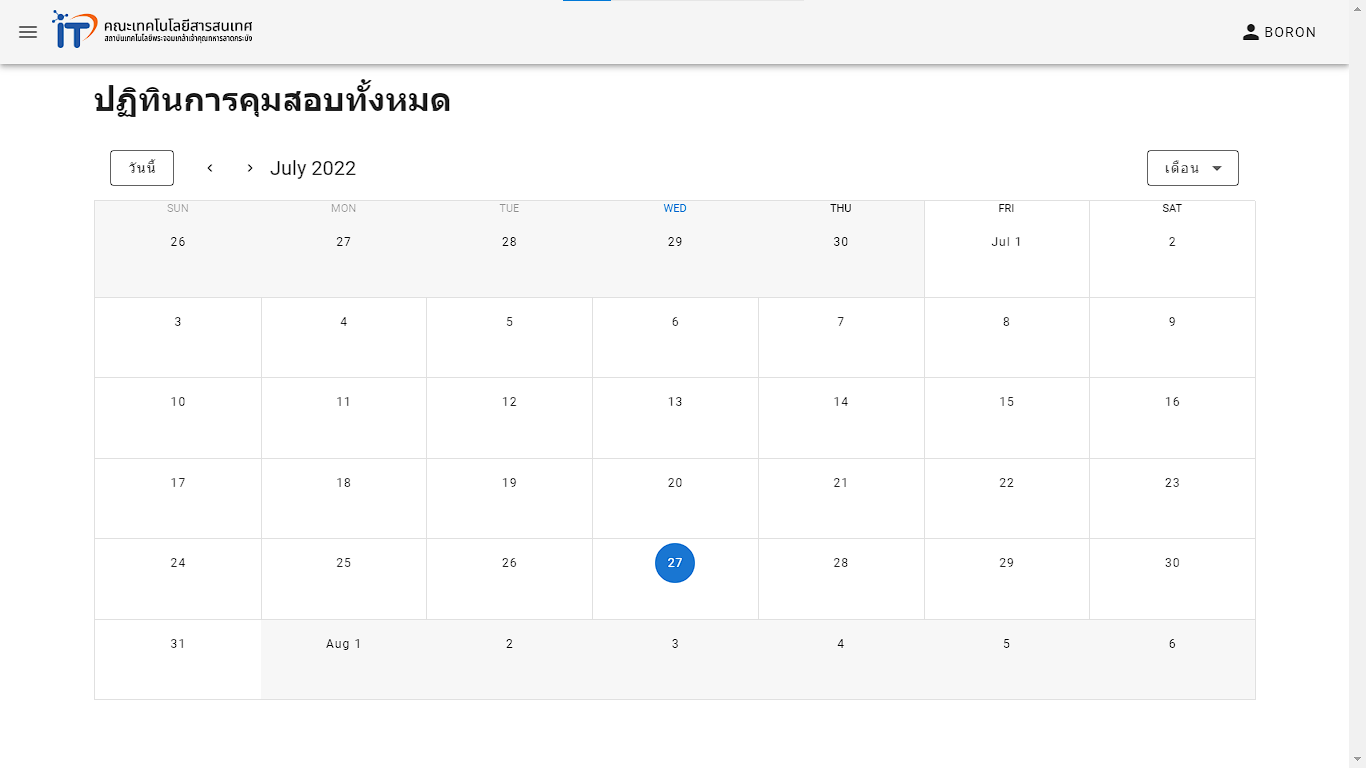 IT คณะเทคโนโลยีสารสนเทศ
สถาบันเทคโนโลยีพระจอมเกล้าเจ้าคุณทหารลาดกระบัง
BORON
ปฏิทินการคุมสอบทั้งหมด
วันนี้ July 2022 เดือน
SUN MON TUE WED THU FRI SAT
26 27 28 29 30 Jul 1 2
3 4 5 6 7 8 9
10 11 12 13 14 15 16
17 18 19 20 21 22 23
24 25 26 27 28 29 30
31 Aug 1 2 3 4 5 6